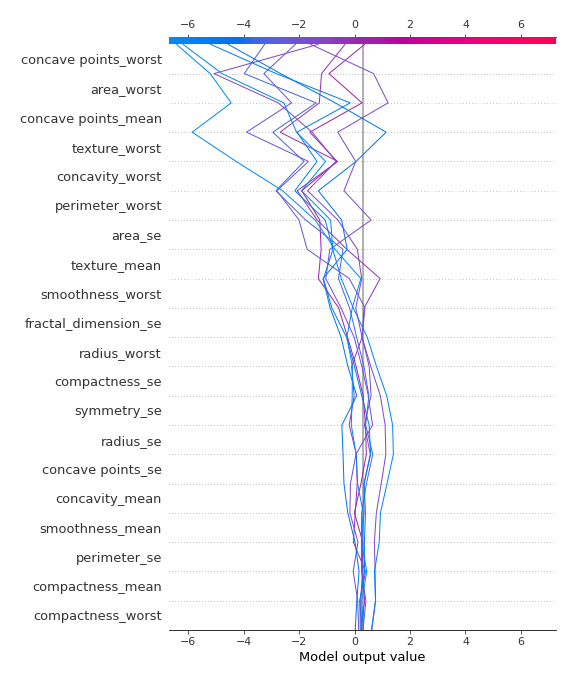 −6 −4 −2 0 2 4 6
concave points_worst
area_worst
concave points_mean
texture_worst
concavity_worst
perimeter_worst
area_se
texture_mean
smoothness_worst
fractal_dimension_se
radius_worst
compactness_se
symmetry_se
radius_se
concave points_se
concavity_mean
smoothness_mean
perimeter_se
compactness_mean
compactness_worst
−6 −4 −2 0 2 4 6
Model output value